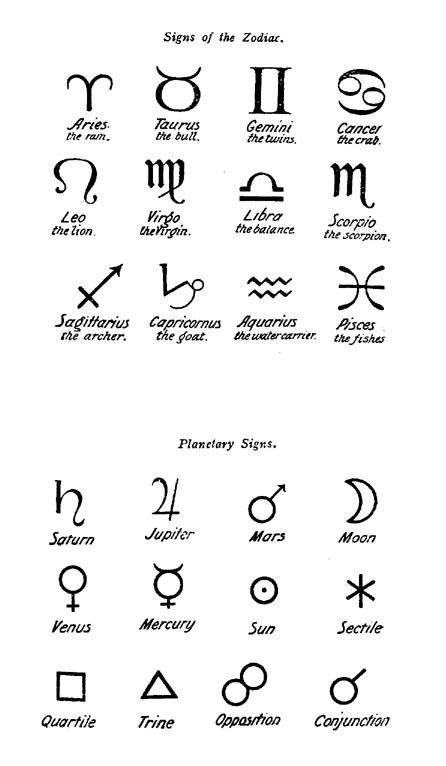 Signs of the Zodiac.
Aries. Taurus Gemini Cancer
the ram. the bull. the twins. the crab.
Leo Virgo Libra Scorpio
the lion. the Virgin. the balance. the scorpion.
Sagittarius Capricornus Aquarius Pisces
the archer. the goat. the water carrier. the fishes
Planetary Signs.
Saturn Jupiter Mars Moon
Venus Mercury Sun Sectile
Quartile Trine Opposition Conjunction